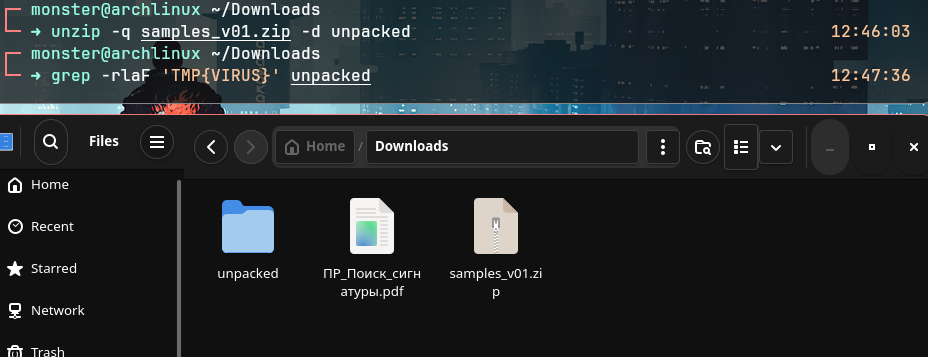 monster@archlinux ~/Downloads
➜ unzip -q samples_v01.zip -d unpacked 12:46:03
monster@archlinux ~/Downloads
➜ grep -rlaF 'TMP{VIRUS}' unpacked 12:47:36
Files
Home / Downloads
Home
Recent
Starred
Network
Trash
unpacked
ПР_Поиск_сигн
атуры.pdf
samples_v01.zi
p